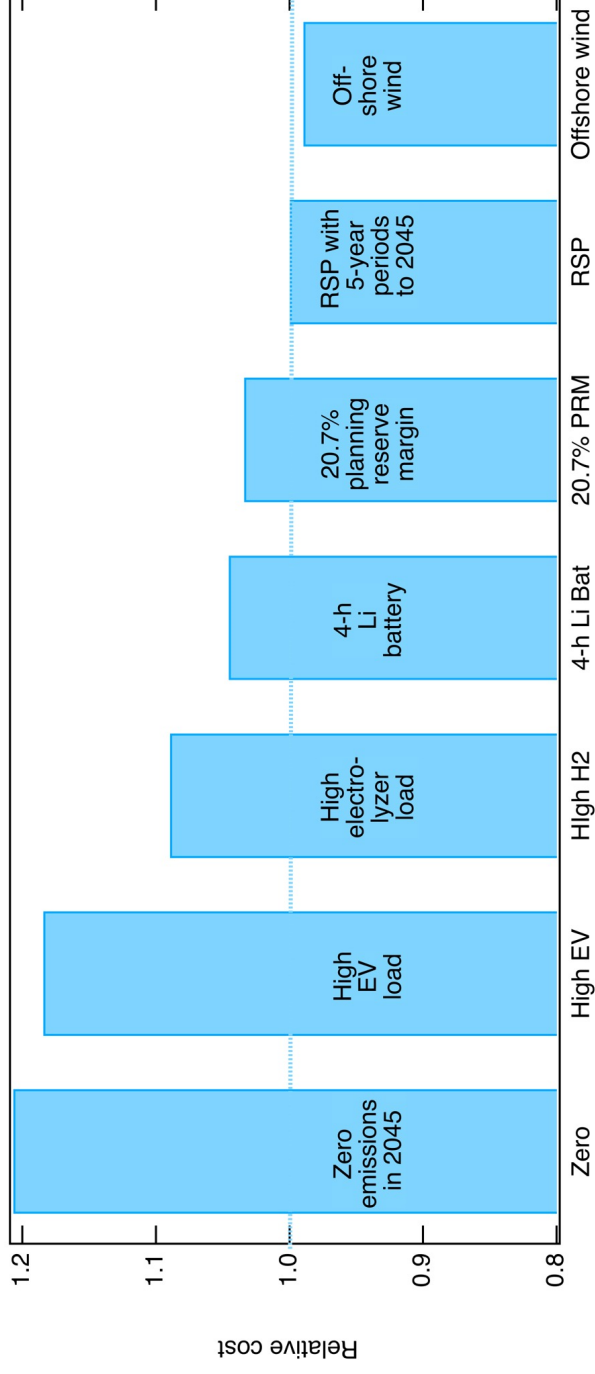 Relative cost
1.2
1.1
1.0
0.9
0.8
Zero
emissions
in 2045
High
EV
load
High
electro-
lyzer
load
4-h
Li
battery
20.7%
planning
reserve
margin
RSP with
5-year
periods
to 2045
Off-
shore
wind
Zero
High EV
HIgh H2
4-h Li Bat
20.7% PRM
RSP
Offshore wind